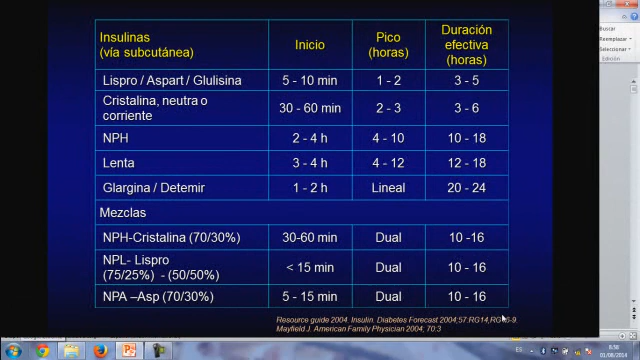 Insulinas
(vía subcutánea)
Inicio
Pico
(horas)
Duración
efectiva
(horas)
Lispro / Aspart / Glulisina
5 - 10 min
1 - 2
3 - 5
Cristalina, neutra o
corriente
30 - 60 min
2 - 3
3 - 6
NPH
2 - 4 h
4 - 10
10 - 18
Lenta
3 - 4 h
4 - 12
12 - 18
Glargina / Detemir
1 - 2 h
Lineal
20 - 24
Mezclas
NPH-Cristalina (70/30%)
30-60 min
Dual
10 -16
NPL- Lispro
(75/25%) - (50/50%)
< 15 min
Dual
10 - 16
NPA –Asp (70/30%)
5 - 15 min
Dual
10 - 16
Resource guide 2004. Insulin. Diabetes Forecast 2004;57:RG14,
Mayfield J. American Family Physician 2004; 70:3
Buscar
Reemplazar
Seleccionar
Edición
ES
01/08/2014